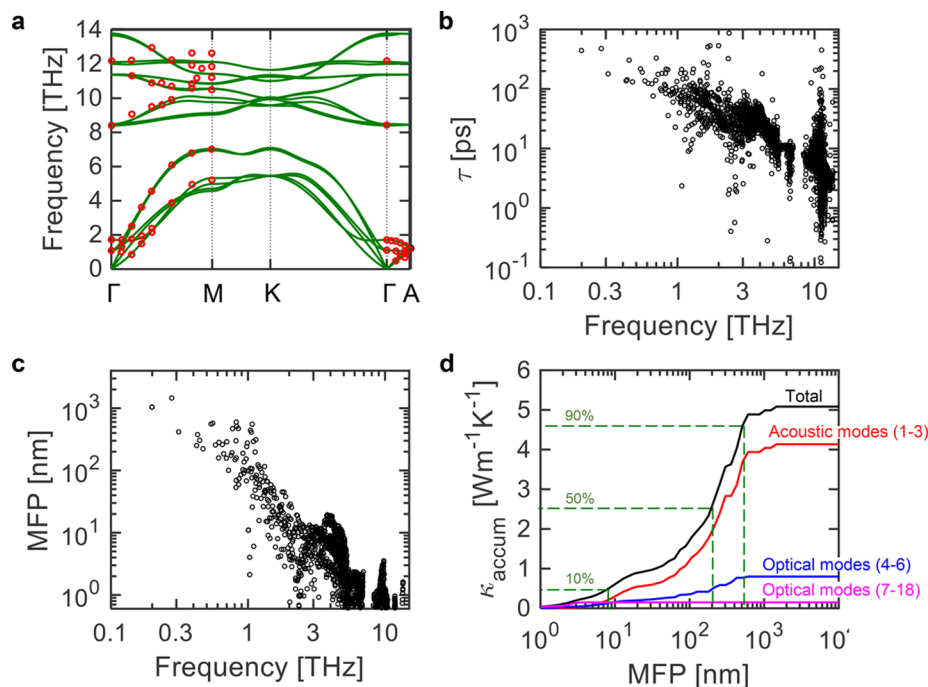 a
14
12
10
8
6
4
2
0
Frequency [THz]
Γ M K Γ A
b
10³
10²
10¹
10⁰
10⁻¹
τ [ps]
0.1 0.3 1 3 10
Frequency [THz]
c
10³
10²
10¹
10⁰
MFP [nm]
0.1 0.3 1 3 10
Frequency [THz]
d
6
5
4
3
2
1
0
κaccum [Wm⁻¹K⁻¹]
Total
90%
Acoustic modes (1-3)
50%
Optical modes (4-6)
10%
Optical modes (7-18)
10⁰ 10¹ 10² 10³ 10
MFP [nm]